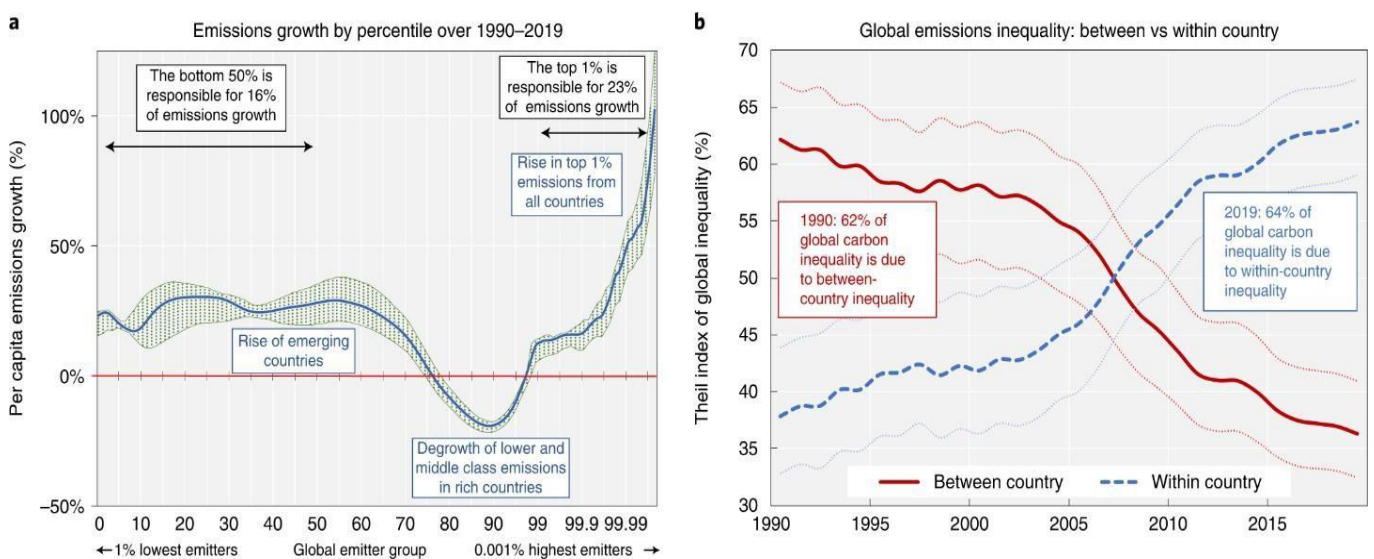 a
Emissions growth by percentile over 1990–2019
Per capita emissions growth (%)
100%
50%
0%
–50%
The bottom 50% is
responsible for 16%
of emissions growth
The top 1% is
responsible for 23%
of emissions growth
Rise in top 1%
emissions from
all countries
Rise of emerging
countries
Degrowth of lower and
middle class emissions
in rich countries
0 10 20 30 40 50 60 70 80 90 99 99.9 99.99
←1% lowest emitters Global emitter group 0.001% highest emitters →
b
Global emissions inequality: between vs within country
Theil index of global inequality (%)
70
65
60
55
50
45
40
35
30
1990: 62% of
global carbon
inequality is due
to between-
country inequality
2019: 64% of
global carbon
inequality is due
to within-country
inequality
Between country Within country
1990 1995 2000 2005 2010 2015